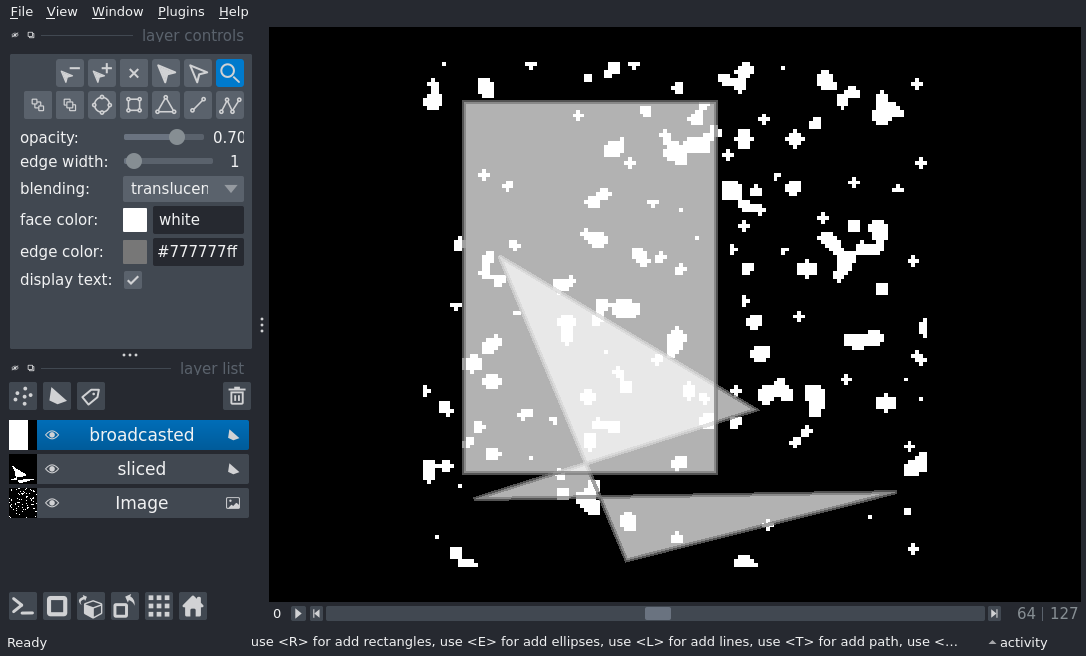 File View Window Plugins Help
layer controls
opacity: 0.70
edge width: 1
blending: translucen
face color: white
edge color: #777777ff
display text:
layer list
broadcasted
sliced
Image
0 64 127
Ready use <R> for add rectangles, use <E> for add ellipses, use <L> for add lines, use <T> for add path, use <... activity